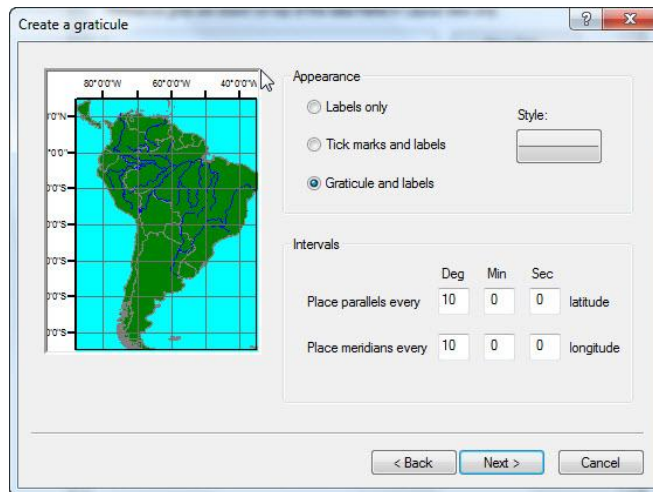 Create a graticule
80°0'0"W 60°0'0"W 40°0'0"W
Appearance
Labels only
Style:
Tick marks and labels
Graticule and labels
Intervals
Deg Min Sec
Place parallels every 10 0 0 latitude
Place meridians every 10 0 0 longitude
< Back Next > Cancel